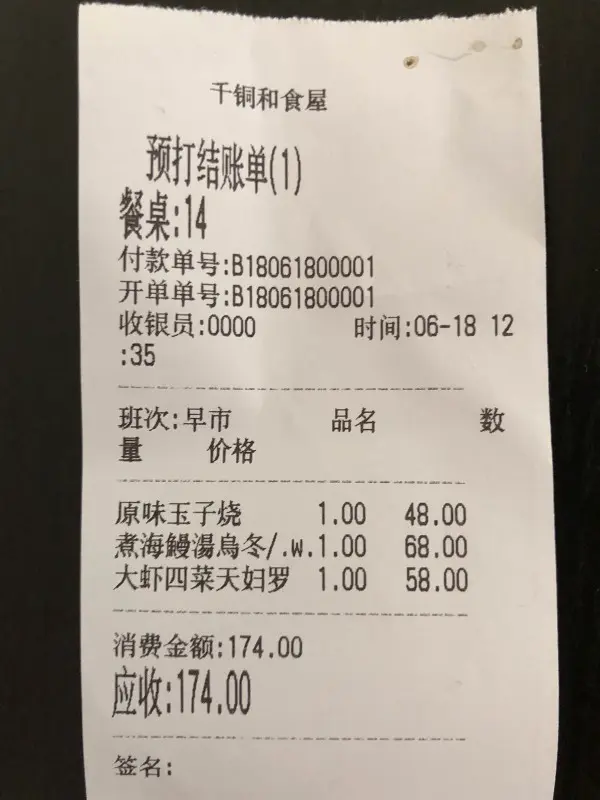 千铜和食屋
预打结账单(1)
餐桌:14
付款单号:B18061800001
开单单号:B18061800001
收银员:0000 时间:06-18 12
:35
班次:早市 品名 数
量 价格
原味玉子烧 1.00 48.00
煮海鰻湯烏冬/.w.1.00 68.00
大虾四菜天妇罗 1.00 58.00
消费金额:174.00
应收:174.00
签名: